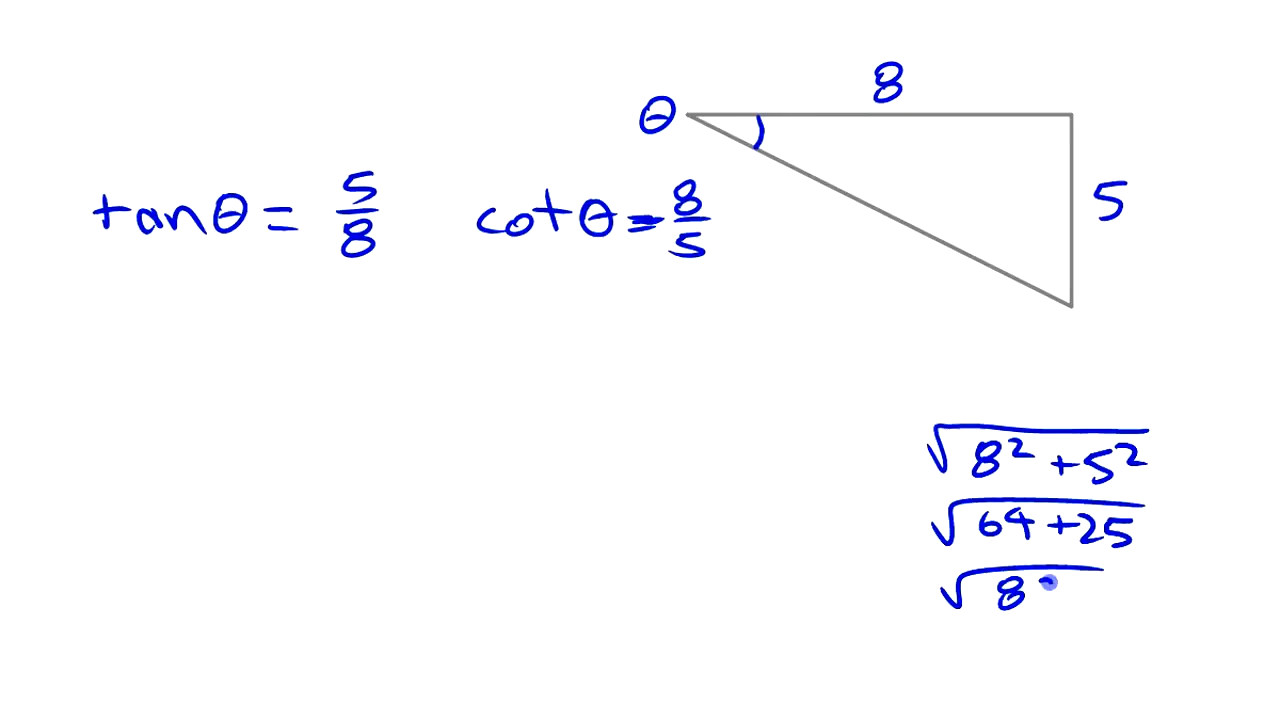 8
θ
5
tanθ = 5/8
cotθ = 8/5
√(8² + 5²)
√(64 + 25)
√(8